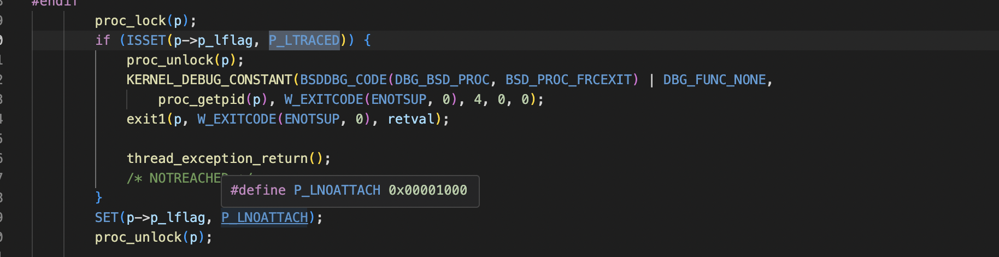 #endif
proc_lock(p);
if (ISSET(p->p_lflag, P_LTRACED)) {
proc_unlock(p);
KERNEL_DEBUG_CONSTANT(BSDDBG_CODE(DBG_BSD_PROC, BSD_PROC_FRCEXIT) | DBG_FUNC_NONE,
proc_getpid(p), W_EXITCODE(ENOTSUP, 0), 4, 0, 0);
exit1(p, W_EXITCODE(ENOTSUP, 0), retval);
thread_exception_return();
/* NOTREACHED */
#define P_LNOATTACH 0x00001000
}
SET(p->p_lflag, P_LNOATTACH);
proc_unlock(p);